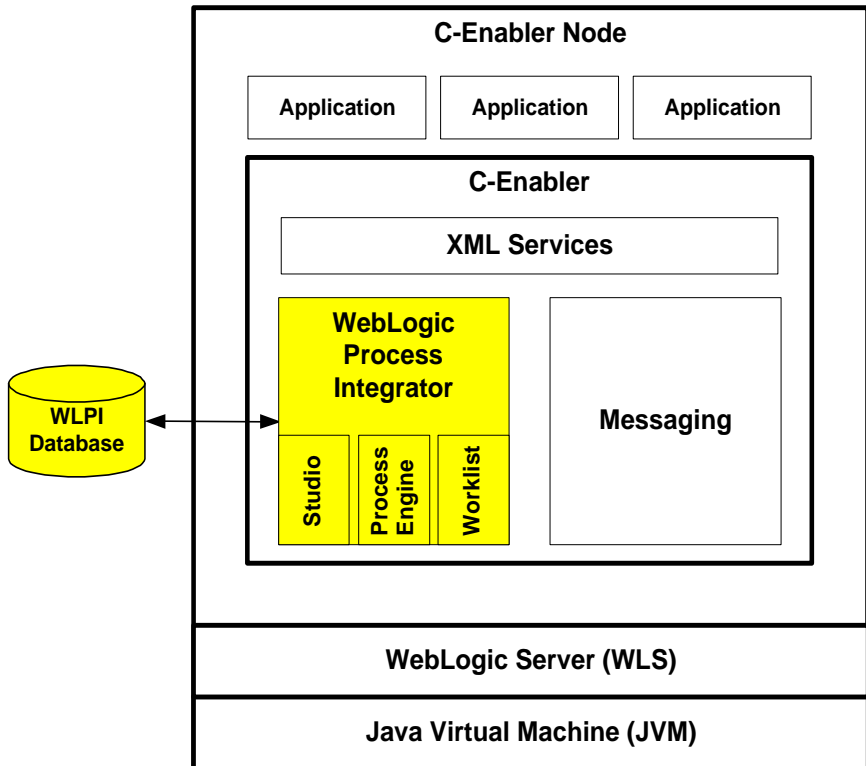 C-Enabler Node
Application
Application
Application
C-Enabler
XML Services
WebLogic
Process
Integrator
Studio
Process
Engine
Worklist
Messaging
WLPI
Database
WebLogic Server (WLS)
Java Virtual Machine (JVM)